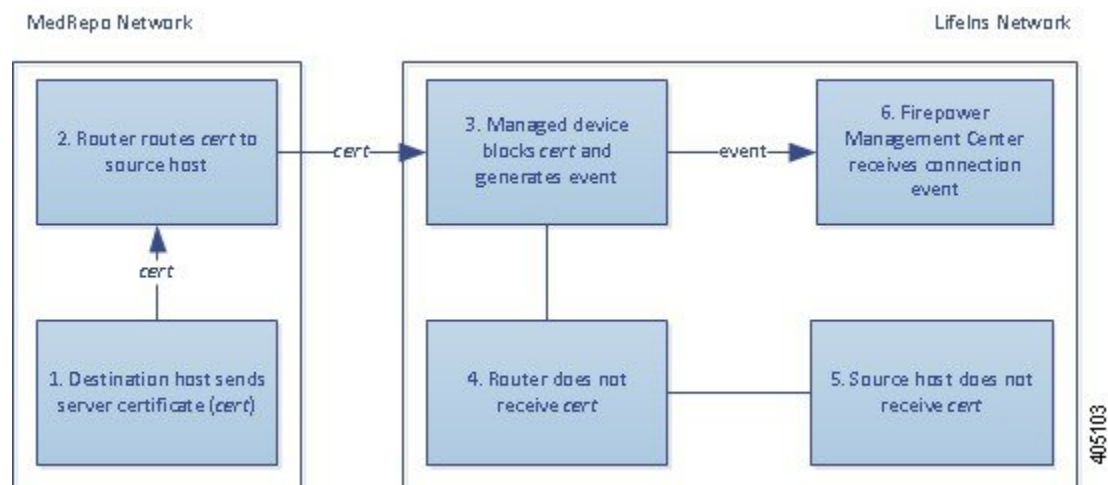 MedRepo Network
LifeIns Network
2. Router routes cert to
source host
cert
3. Managed device
blocks cert and
generates event
event
6. Firepower
Management Center
receives connection
event
cert
1. Destination host sends
server certificate (cert)
4. Router does not
receive cert
5. Source host does not
receive cert
405103